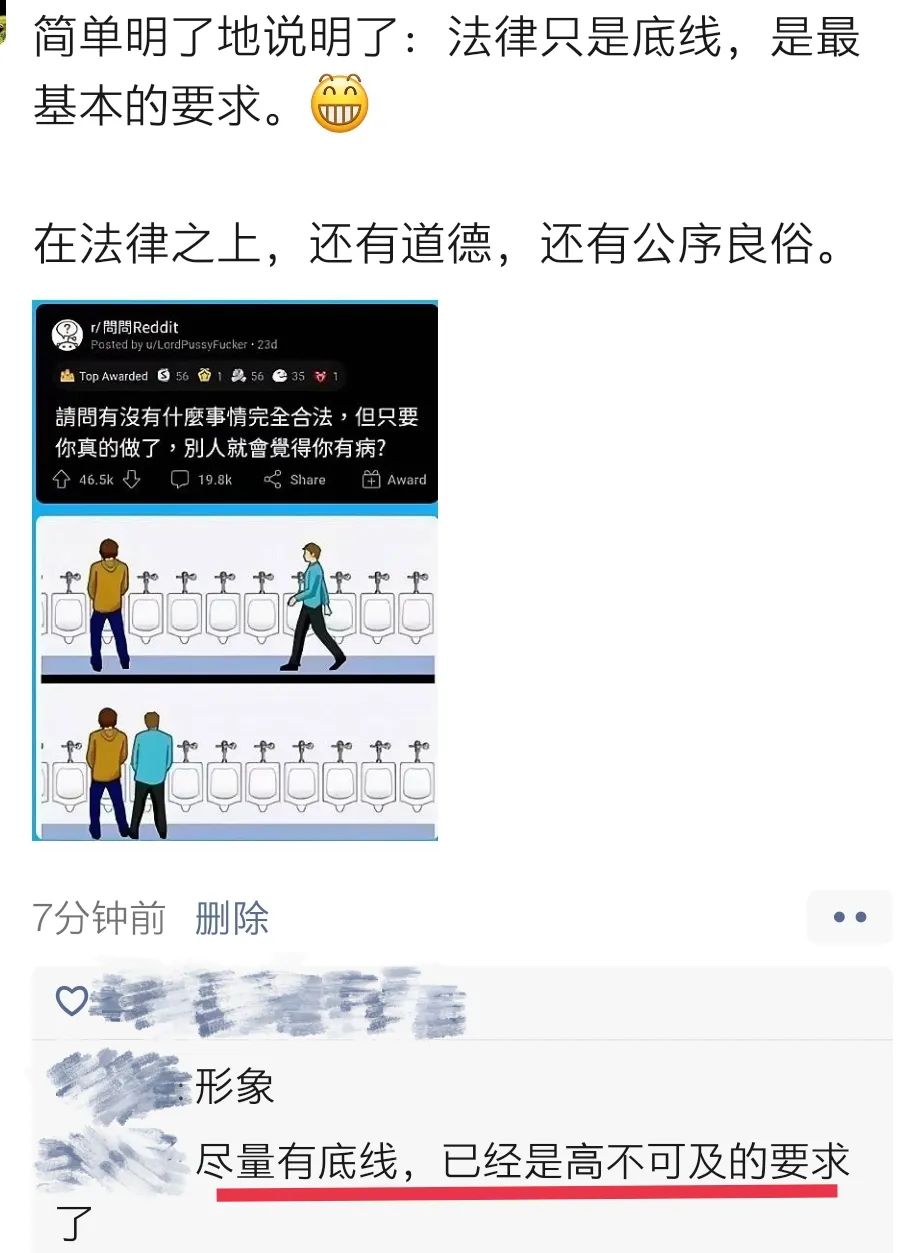 简单明了地说明了：法律只是底线，是最
基本的要求。😁
在法律之上，还有道德，还有公序良俗。
r/問問Reddit
Posted by u/LordPussyFucker · 23d
Top Awarded 56 1 56 35 1
請問有沒有什麼事情完全合法，但只要
你真的做了，別人就會覺得你有病?
46.5k 19.8k Share Award
7分钟前 删除
: 形象
尽量有底线，已经是高不可及的要求
了